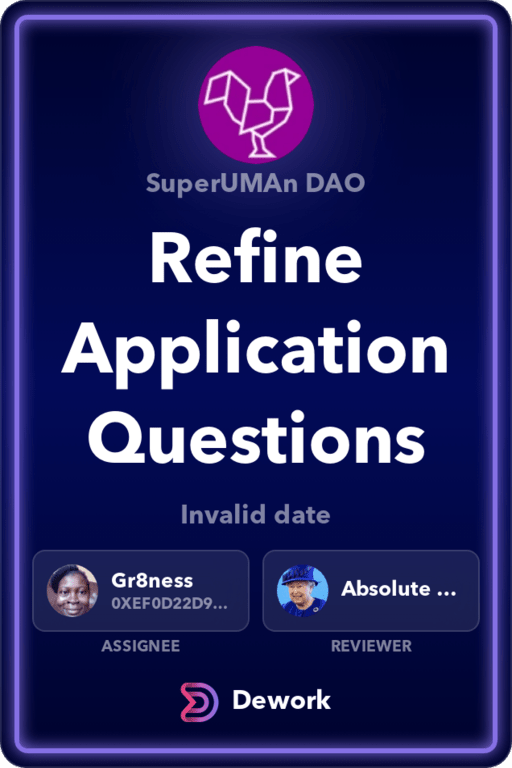 SuperUMAn DAO
Refine
Application
Questions
Invalid date
Gr8ness
0XEF0D22D9...
ASSIGNEE
Absolute ...
REVIEWER
Dework